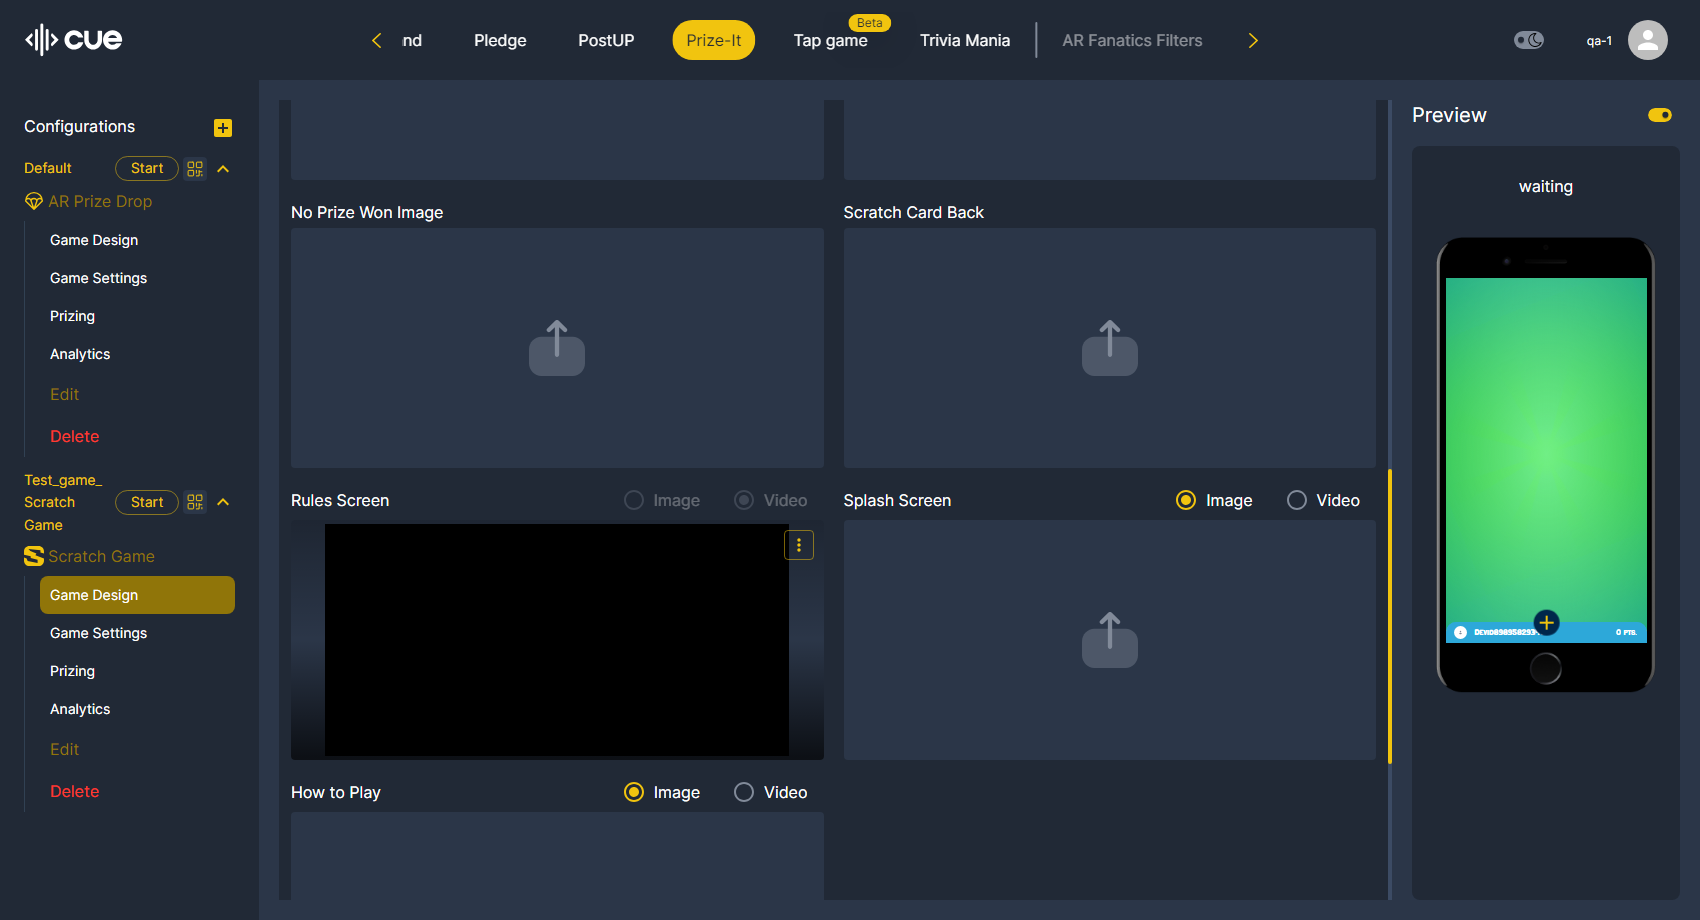 cue
nd
Pledge
PostUP
Prize-It
Beta
Tap game
Trivia Mania
AR Fanatics Filters
qa-1
Configurations
Default
Start
AR Prize Drop
Game Design
Game Settings
Prizing
Analytics
Edit
Delete
Test_game_
Scratch
Game
Start
Scratch Game
Game Design
Game Settings
Prizing
Analytics
Edit
Delete
No Prize Won Image
Scratch Card Back
Rules Screen
Image
Video
Splash Screen
Image
Video
How to Play
Image
Video
Preview
waiting
0 PTS.